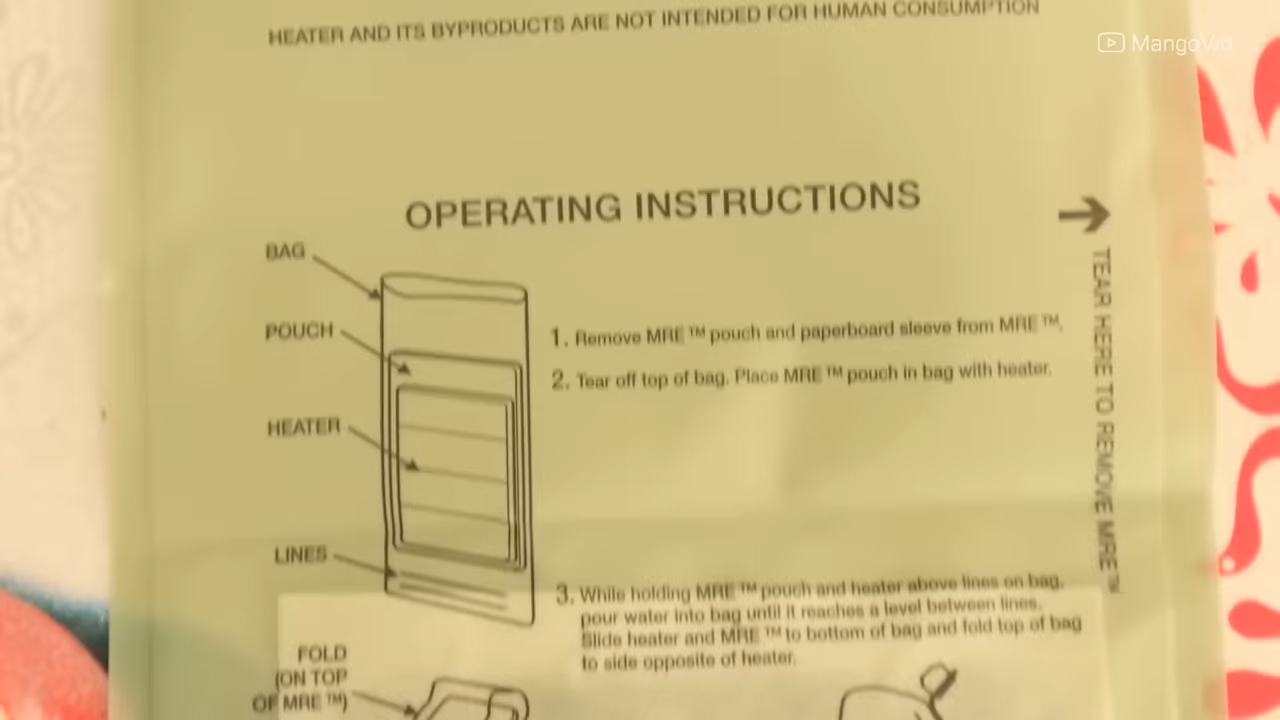 HEATER AND ITS BYPRODUCTS ARE NOT INTENDED FOR HUMAN CONSUMPTION
MangoVid
OPERATING INSTRUCTIONS
BAG
POUCH
HEATER
LINES
1. Remove MRE™ pouch and paperboard sleeve from MRE™.
2. Tear off top of bag. Place MRE™ pouch in bag with heater.
3. While holding MRE™ pouch and heater above lines on bag,
pour water into bag until it reaches a level between lines.
Slide heater and MRE™ to bottom of bag and fold top of bag
to side opposite of heater.
TEAR HERE TO REMOVE MRE™
FOLD
(ON TOP
OF MRE™)